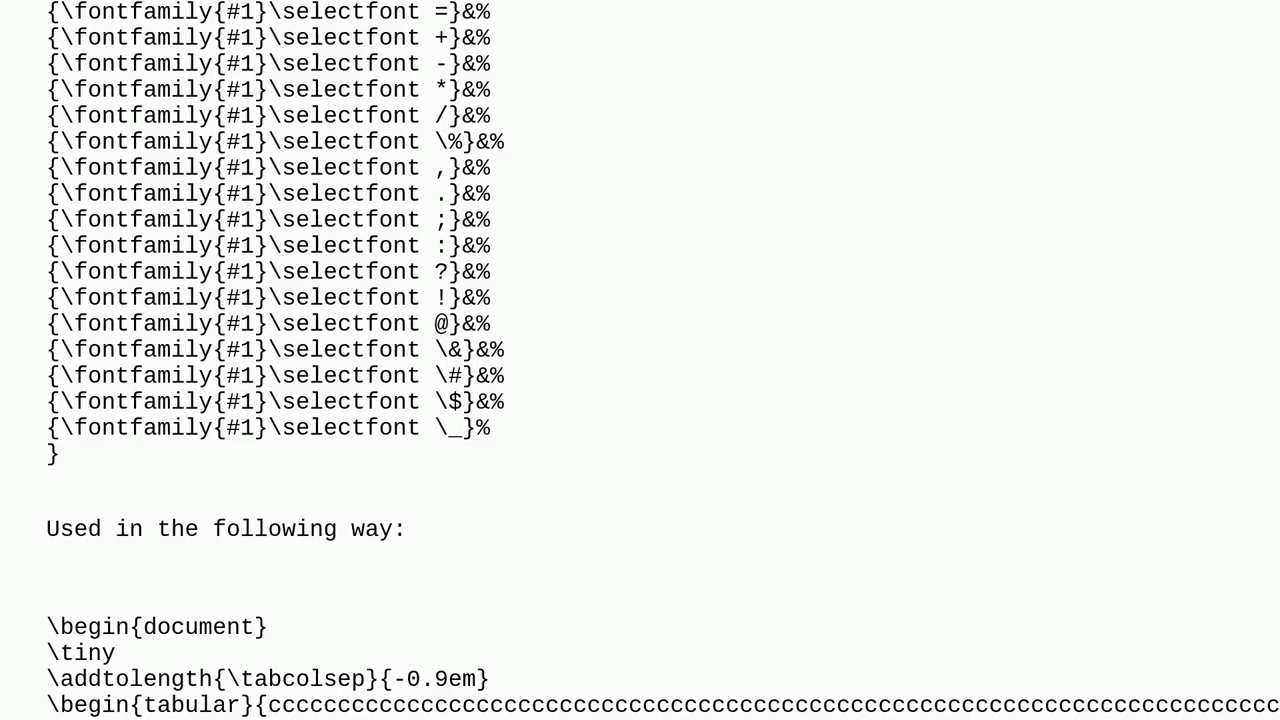 {\fontfamily{#1}\selectfont =}&%
{\fontfamily{#1}\selectfont +}&%
{\fontfamily{#1}\selectfont -}&%
{\fontfamily{#1}\selectfont *}&%
{\fontfamily{#1}\selectfont /}&%
{\fontfamily{#1}\selectfont \%}&%
{\fontfamily{#1}\selectfont ,}&%
{\fontfamily{#1}\selectfont .}&%
{\fontfamily{#1}\selectfont ;}&%
{\fontfamily{#1}\selectfont :}&%
{\fontfamily{#1}\selectfont ?}&%
{\fontfamily{#1}\selectfont !}&%
{\fontfamily{#1}\selectfont @}&%
{\fontfamily{#1}\selectfont \&}&%
{\fontfamily{#1}\selectfont \#}&%
{\fontfamily{#1}\selectfont \$}&%
{\fontfamily{#1}\selectfont \_}%
}
Used in the following way:
\begin{document}
\tiny
\addtolength{\tabcolsep}{-0.9em}
\begin{tabular}{ccccccccccccccccccccccccccccccccccccccccccccccccccccccccccccccccccccccccc